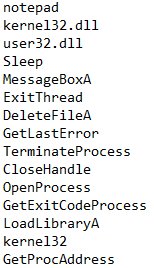 notepad
kernel32.dll
user32.dll
Sleep
MessageBoxA
ExitThread
DeleteFileA
GetLastError
TerminateProcess
CloseHandle
OpenProcess
GetExitCodeProcess
LoadLibraryA
kernel32
GetProcAddress